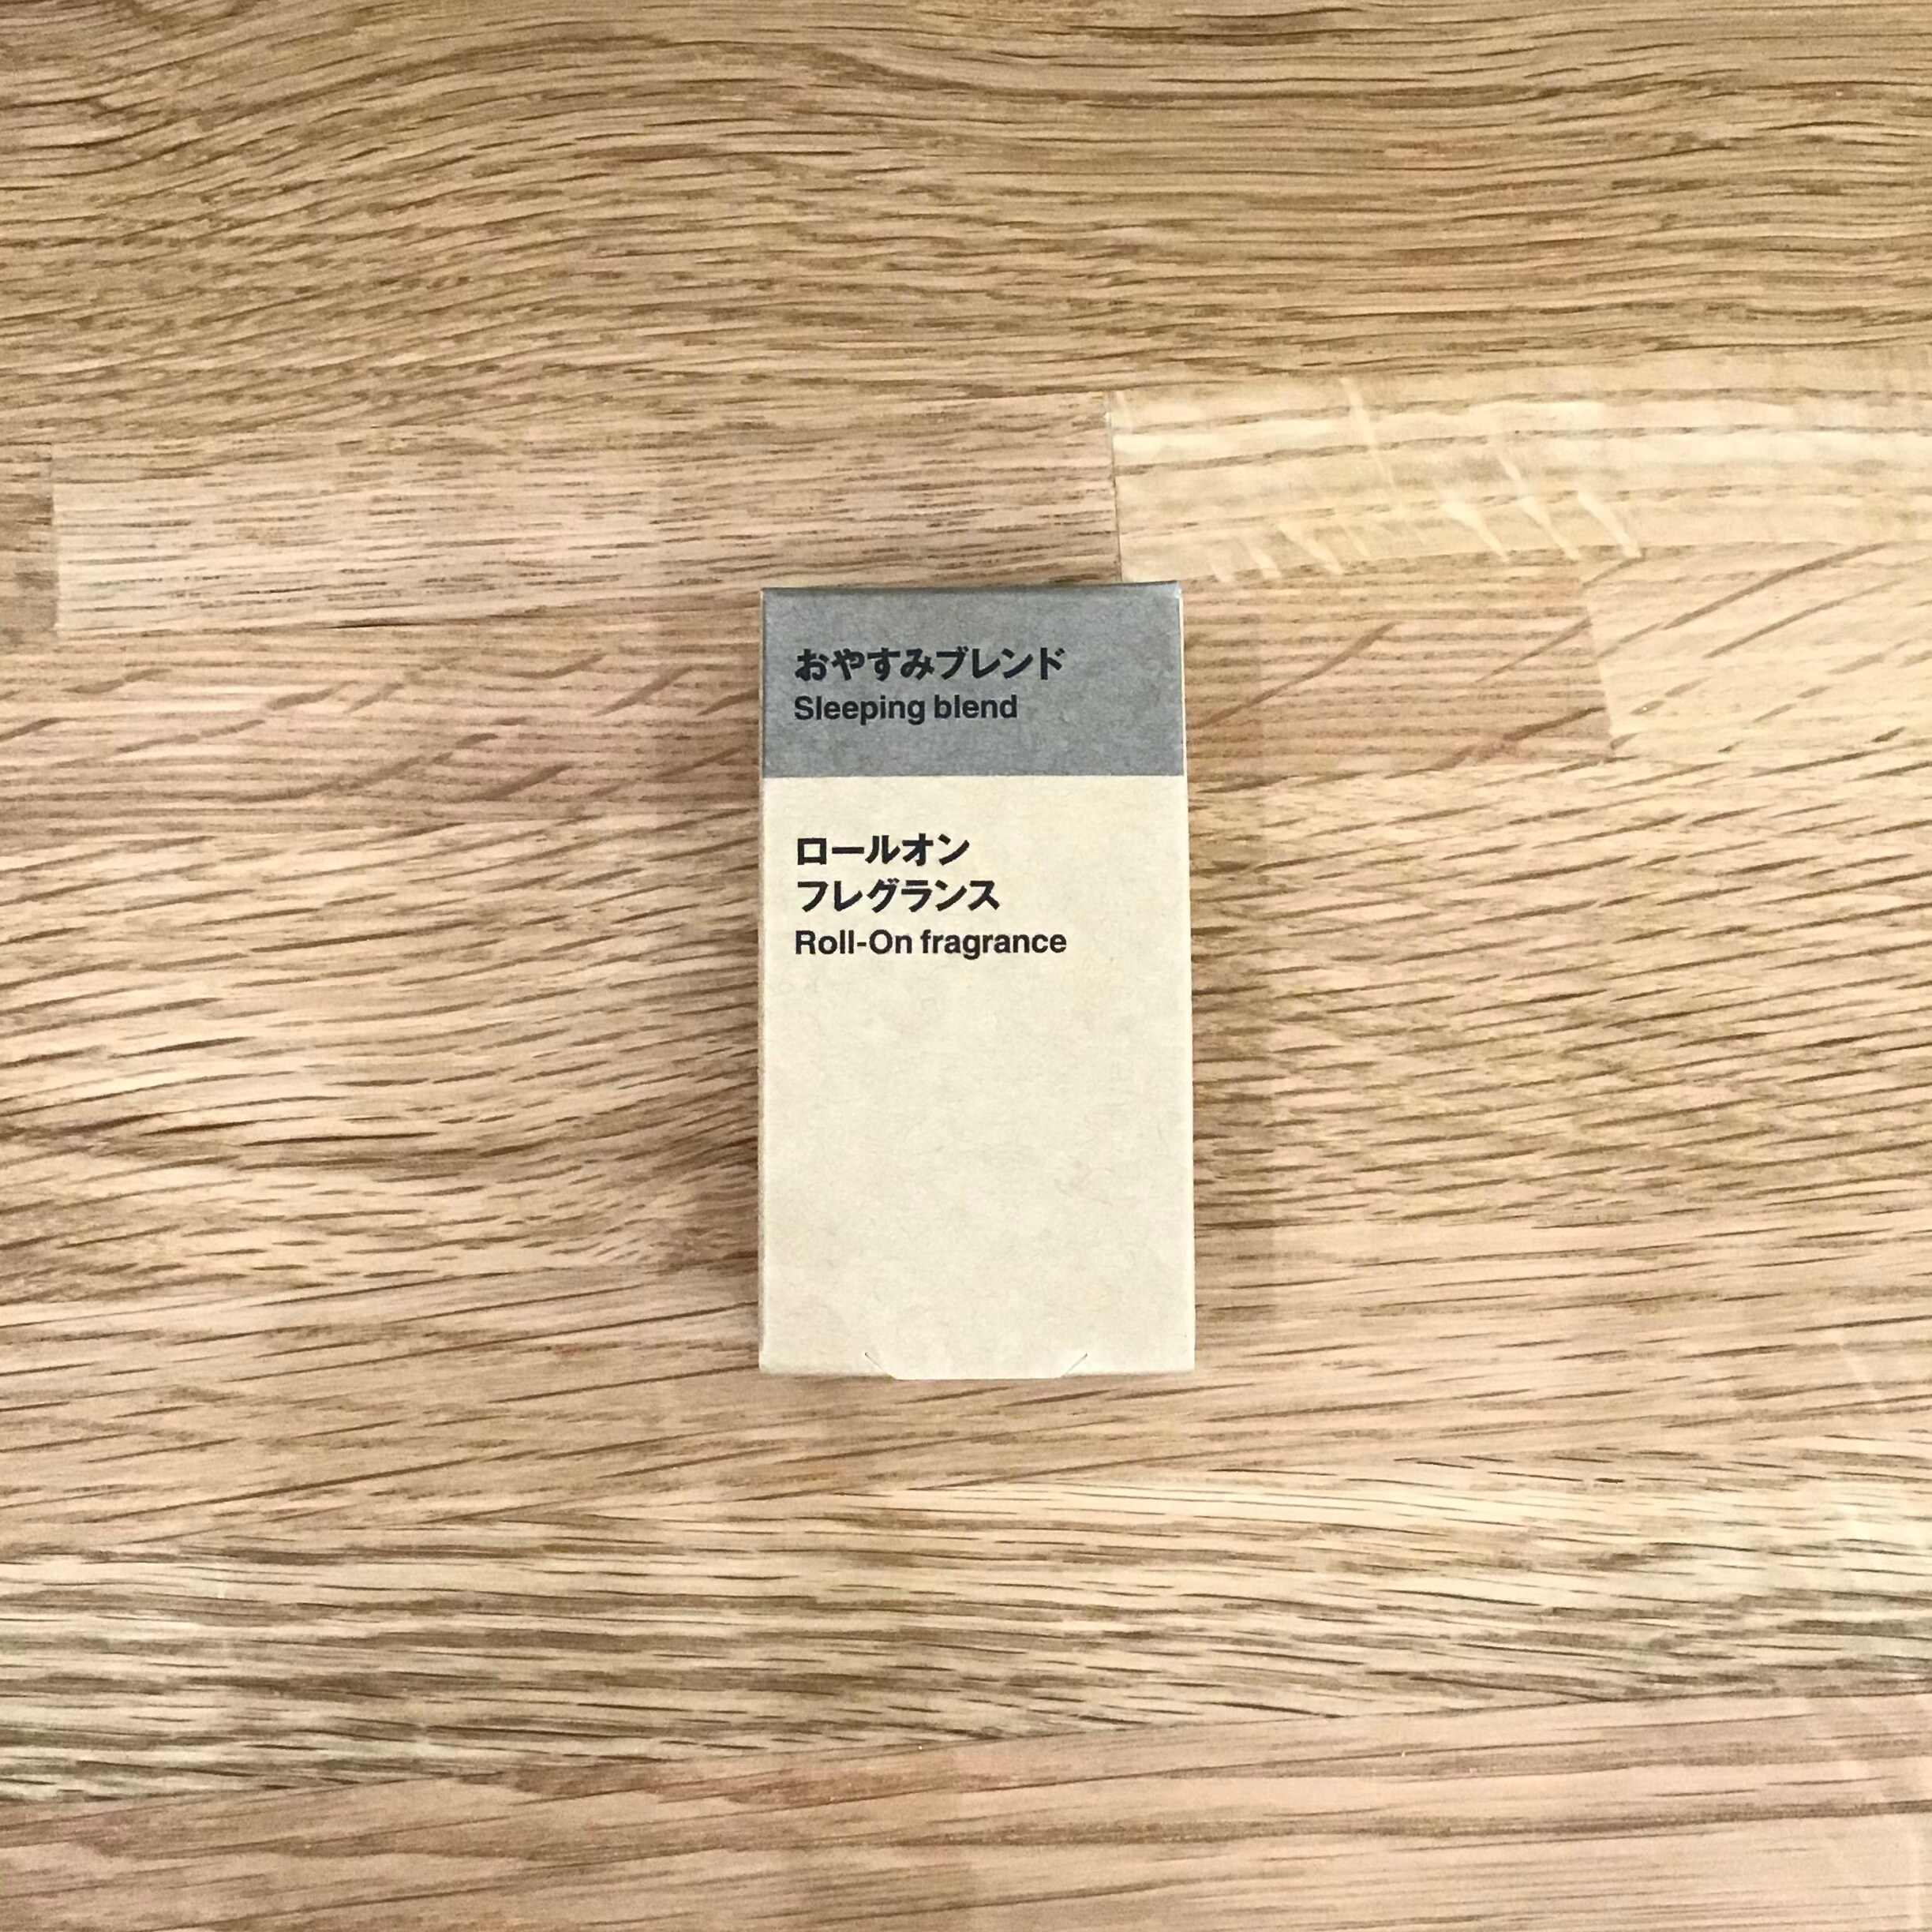 おやすみブレンド
Sleeping blend
ロールオン
フレグランス
Roll-On fragrance